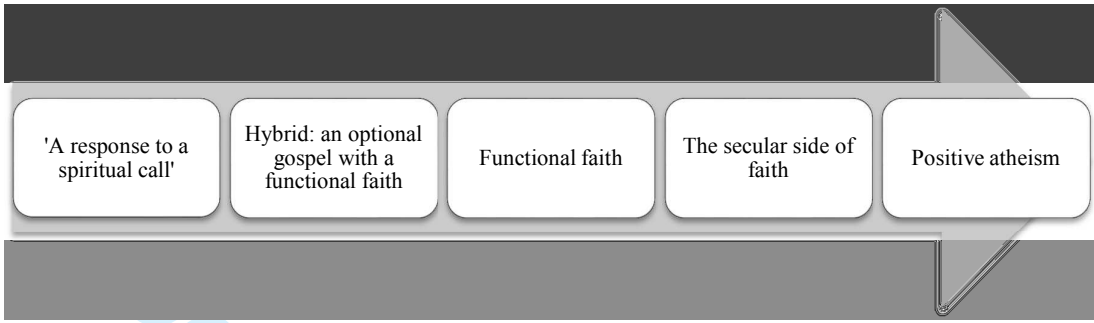 'A response to a
spiritual call'
Hybrid: an optional
gospel with a
functional faith
Functional faith
The secular side of
faith
Positive atheism